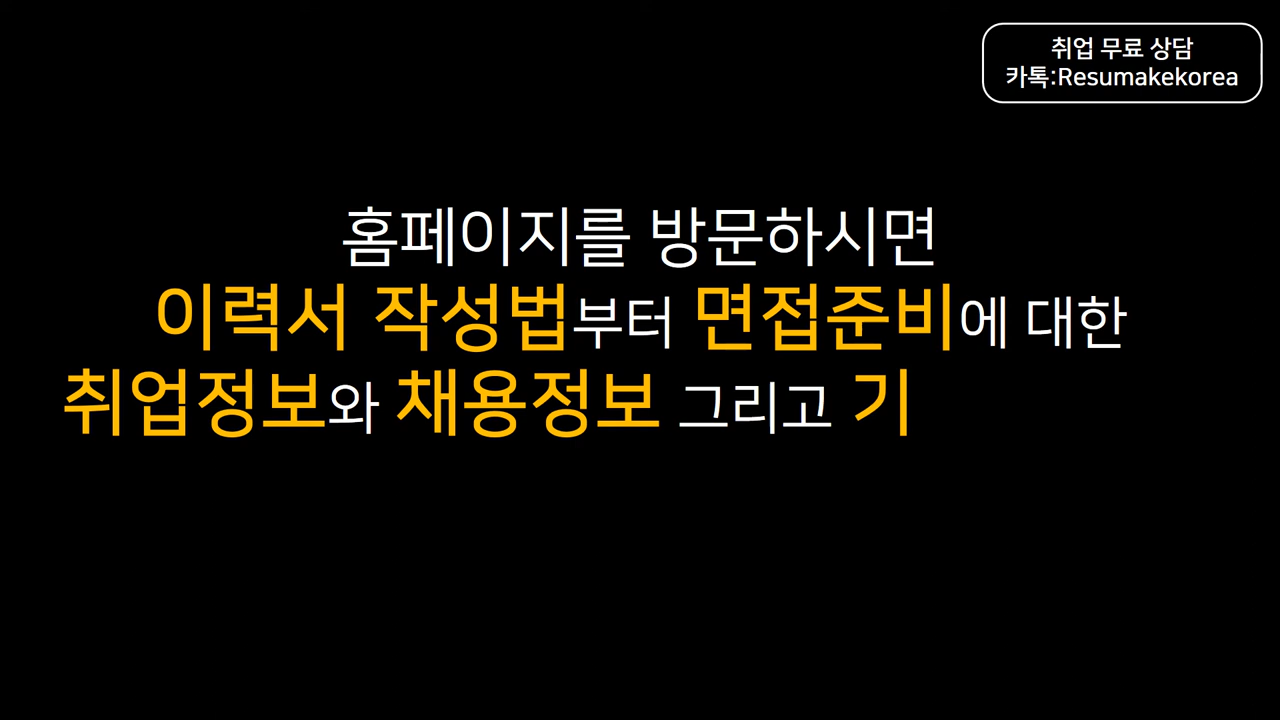 취업 무료 상담
카톡:Resumakekorea
홈페이지를 방문하시면
이력서 작성법부터 면접준비에 대한
취업정보와 채용정보 그리고 기